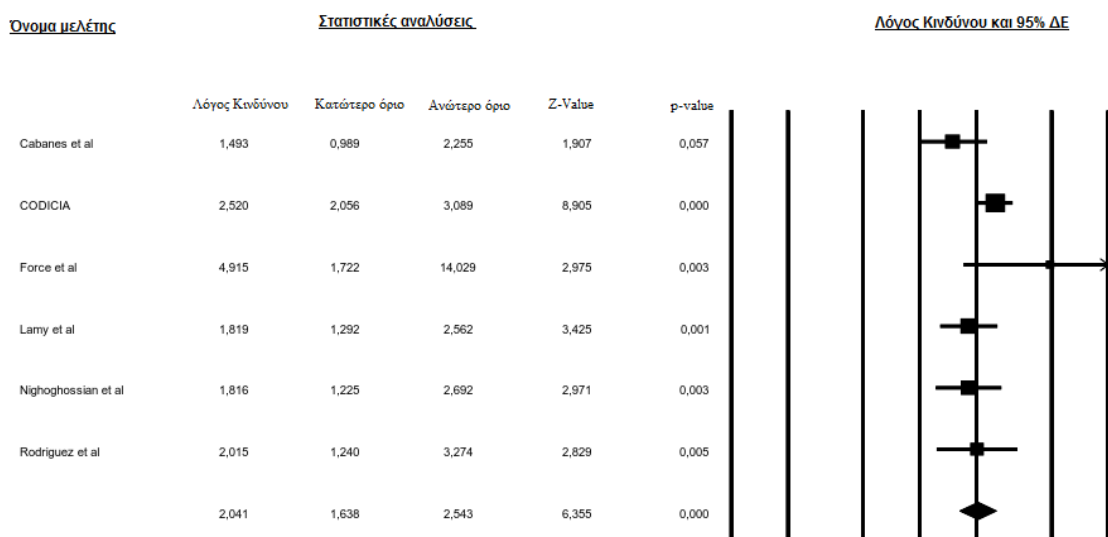 Όνομα μελέτης Στατιστικές αναλύσεις Λόγος Κινδύνου και 95% ΔΕ
Λόγος Κινδύνου Κατώτερο όριο Ανώτερο όριο Z-Value p-value
Cabanes et al 1,493 0,989 2,255 1,907 0,057
CODICIA 2,520 2,056 3,089 8,905 0,000
Force et al 4,915 1,722 14,029 2,975 0,003
Lamy et al 1,819 1,292 2,562 3,425 0,001
Nighoghossian et al 1,816 1,225 2,692 2,971 0,003
Rodriguez et al 2,015 1,240 3,274 2,829 0,005
2,041 1,638 2,543 6,355 0,000